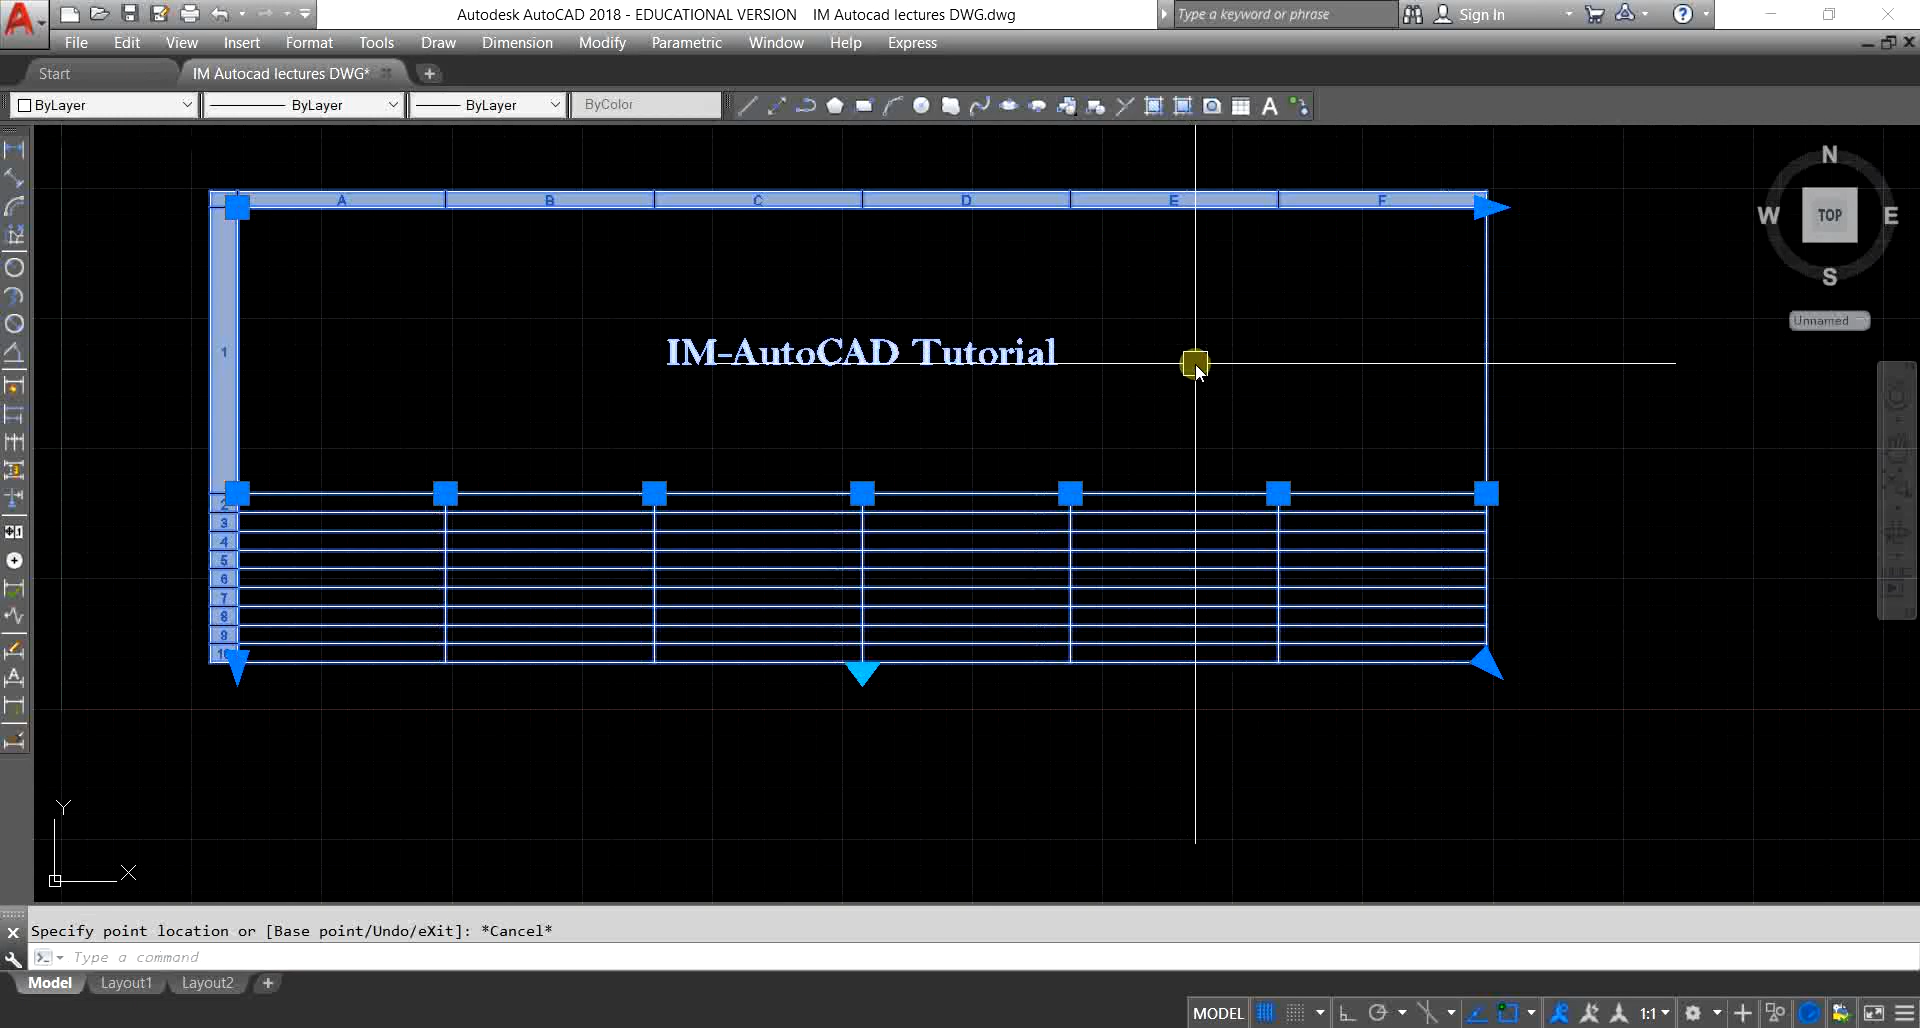 Autodesk AutoCAD 2018 - EDUCATIONAL VERSION IM Autocad lectures DWG.dwg
Type a keyword or phrase
Sign In
File Edit View Insert Format Tools Draw Dimension Modify Parametric Window Help Express
Start
IM Autocad lectures DWG*
ByLayer
ByLayer
ByLayer
ByColor
A B C D E F
1
IM-AutoCAD Tutorial
2
3
4
5
6
7
8
9
10
N
W
TOP
E
S
Unnamed
Y
X
Specify point location or [Base point/Undo/eXit]: *Cancel*
Type a command
Model Layout1 Layout2
MODEL
1:1